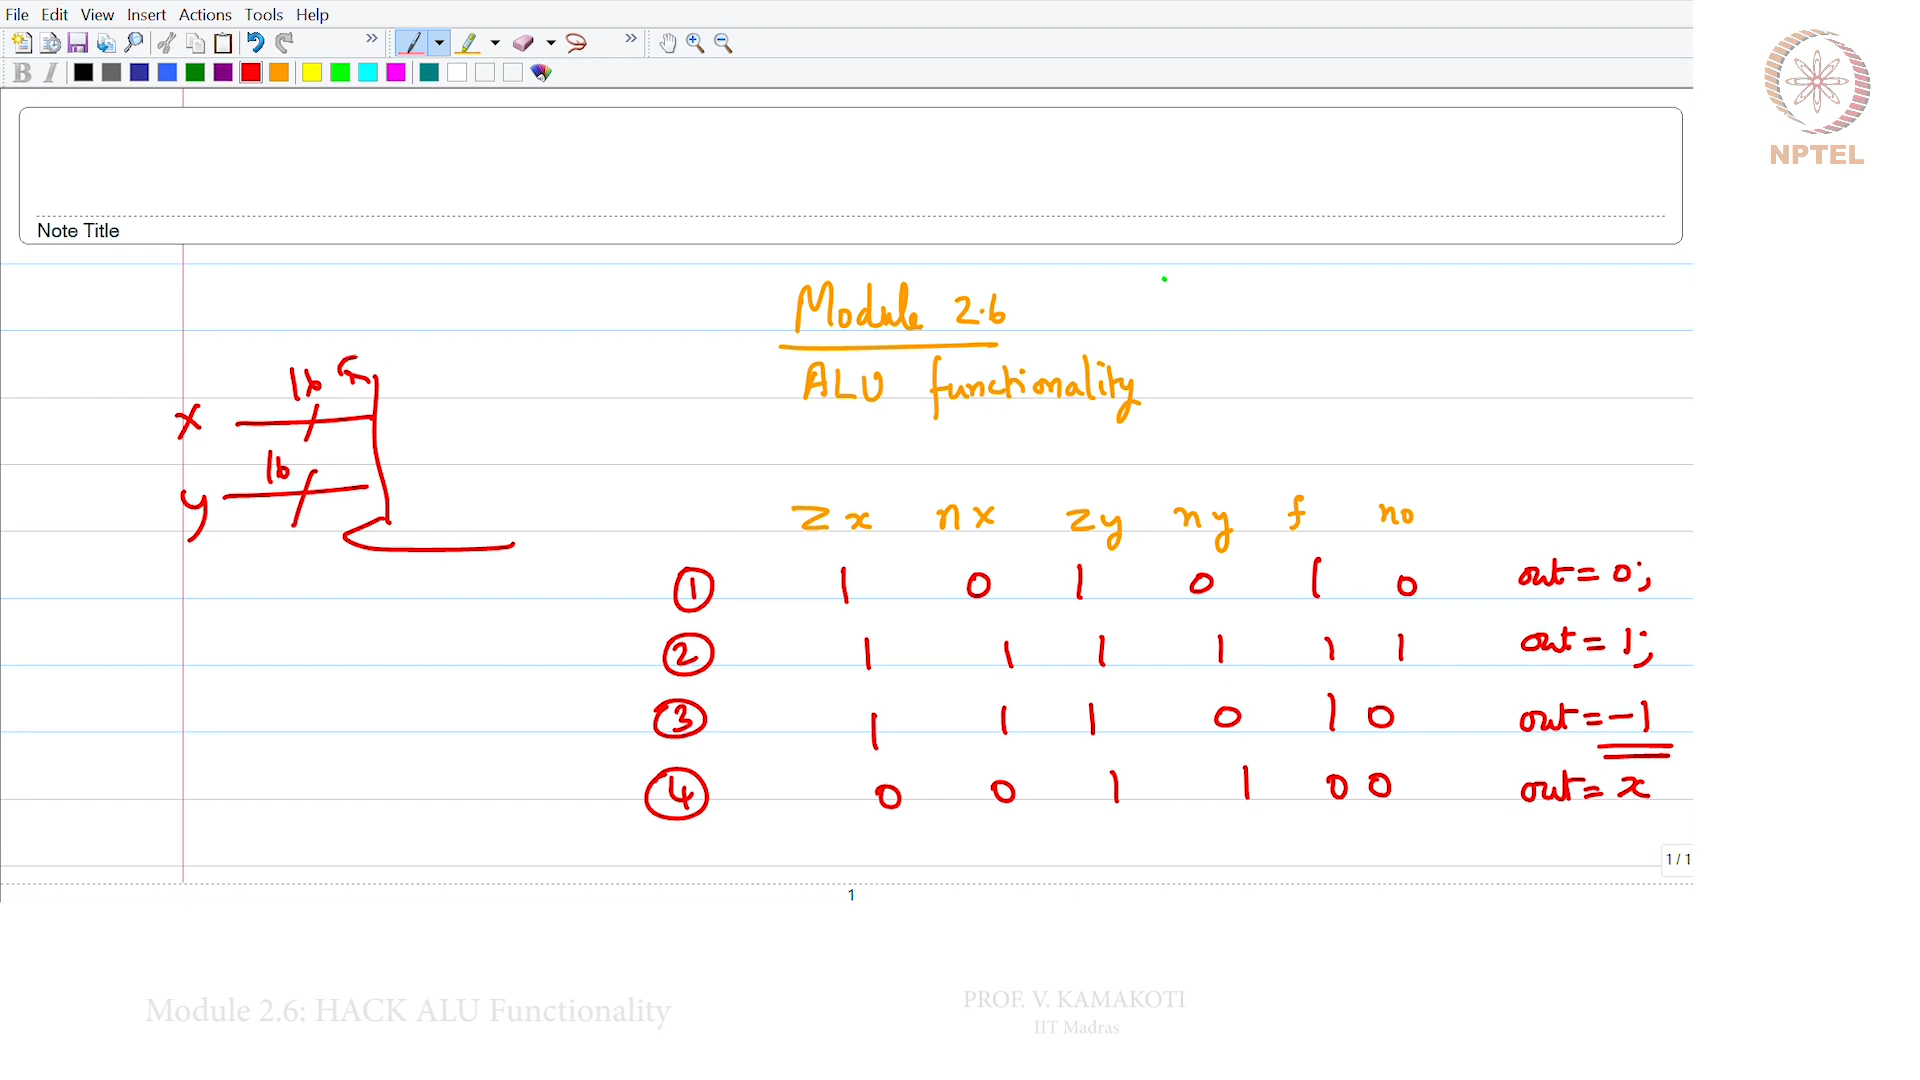 File Edit View Insert Actions Tools Help
NPTEL
Note Title
Module 2.6
ALU functionality
x 16
y 16
zx nx zy ny f no
① 1 0 1 0 1 0 out = 0;
② 1 1 1 1 1 1 out = 1;
③ 1 1 1 0 1 0 out = -1
④ 0 0 1 1 0 0 out = x
1 / 1
1
Module 2.6: HACK ALU Functionality
PROF. V. KAMAKOTI
IIT Madras